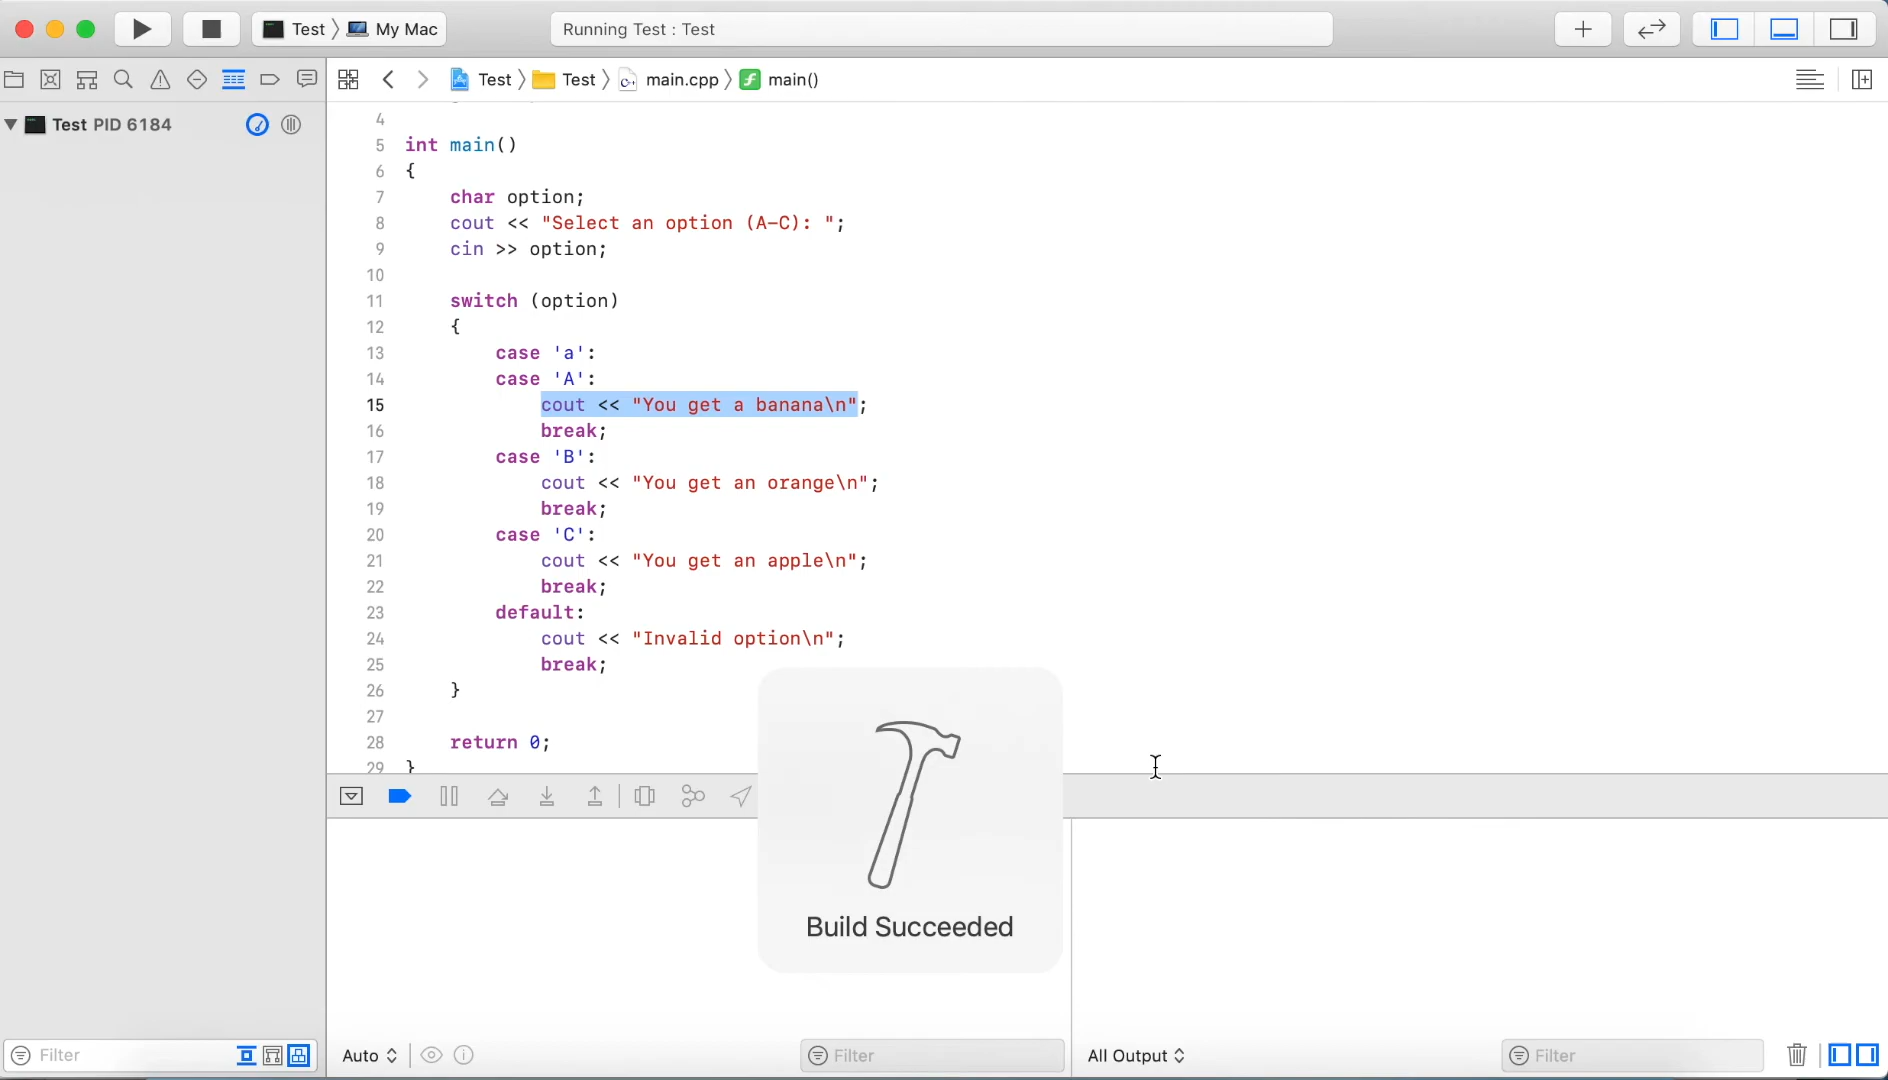 Test 〉 My Mac
Running Test : Test
Test 〉 Test 〉 main.cpp 〉 main()
Test PID 6184
4
5 int main()
6 {
7 char option;
8 cout << "Select an option (A-C): ";
9 cin >> option;
10
11 switch (option)
12 {
13 case 'a':
14 case 'A':
15 cout << "You get a banana\n";
16 break;
17 case 'B':
18 cout << "You get an orange\n";
19 break;
20 case 'C':
21 cout << "You get an apple\n";
22 break;
23 default:
24 cout << "Invalid option\n";
25 break;
26 }
27
28 return 0;
29 }
Build Succeeded
Filter
Auto
Filter
All Output
Filter